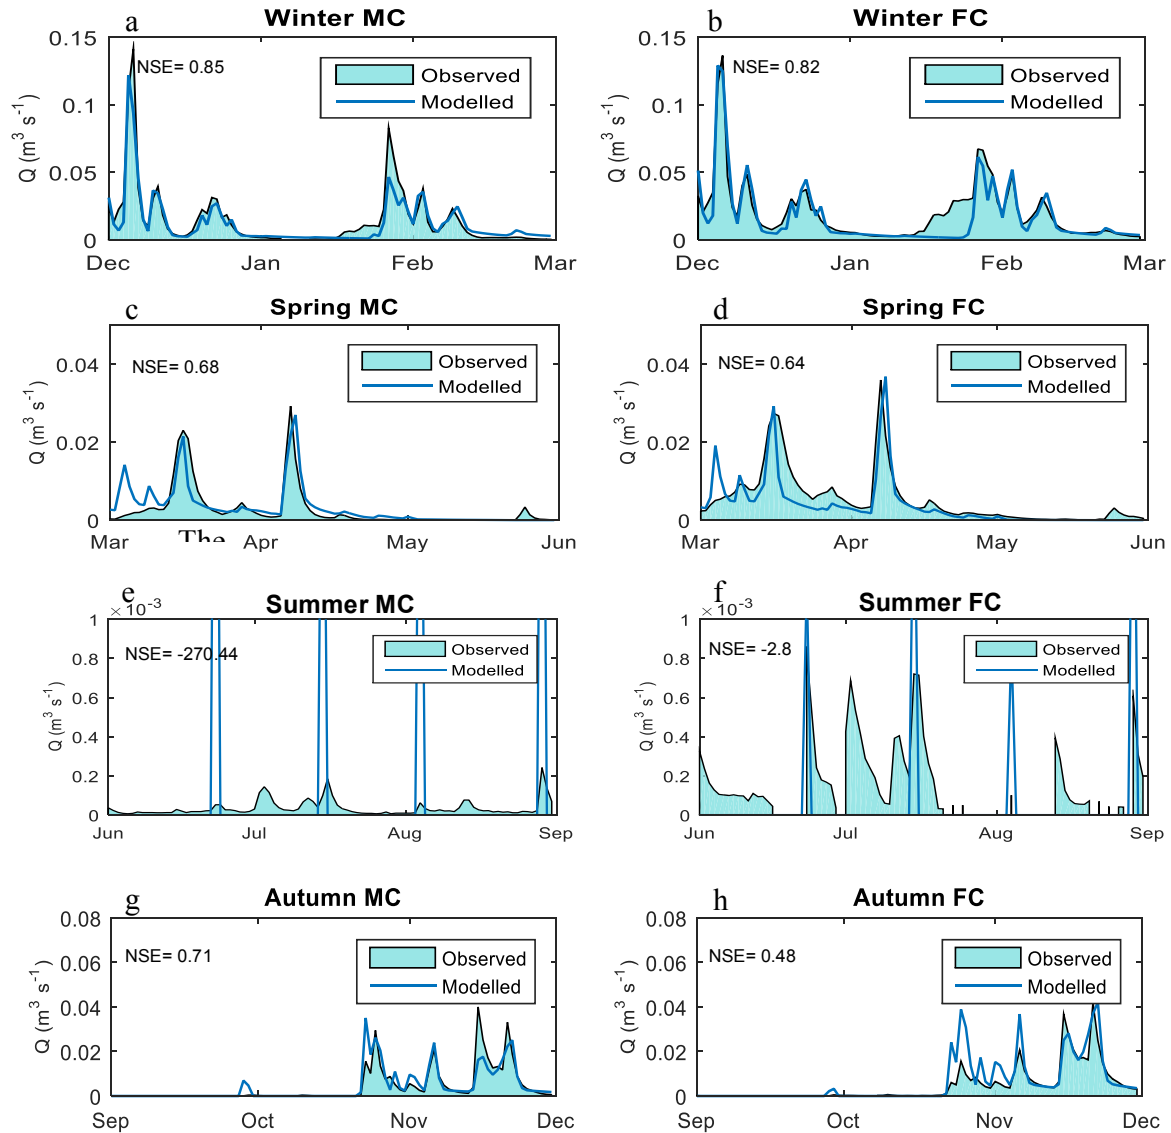 a Winter MC
0.15
0.1
0.05
0
Q (m³ s⁻¹)
NSE= 0.85
Observed
Modelled
Dec Jan Feb Mar
b Winter FC
0.15
0.1
0.05
0
Q (m³ s⁻¹)
NSE= 0.82
Observed
Modelled
Dec Jan Feb Mar
c Spring MC
0.04
0.02
0
Q (m³ s⁻¹)
NSE= 0.68
Observed
Modelled
Mar The Apr May Jun
d Spring FC
0.04
0.02
0
Q (m³ s⁻¹)
NSE= 0.64
Observed
Modelled
Mar Apr May Jun
e Summer MC
×10⁻³
1
0.8
0.6
0.4
0.2
0
Q (m³ s⁻¹)
NSE= -270.44
Observed
Modelled
Jun Jul Aug Sep
f Summer FC
×10⁻³
1
0.8
0.6
0.4
0.2
0
Q (m³ s⁻¹)
NSE= -2.8
Observed
Modelled
Jun Jul Aug Sep
g Autumn MC
0.08
0.06
0.04
0.02
0
Q (m³ s⁻¹)
NSE= 0.71
Observed
Modelled
Sep Oct Nov Dec
h Autumn FC
0.08
0.06
0.04
0.02
0
Q (m³ s⁻¹)
NSE= 0.48
Observed
Modelled
Sep Oct Nov Dec